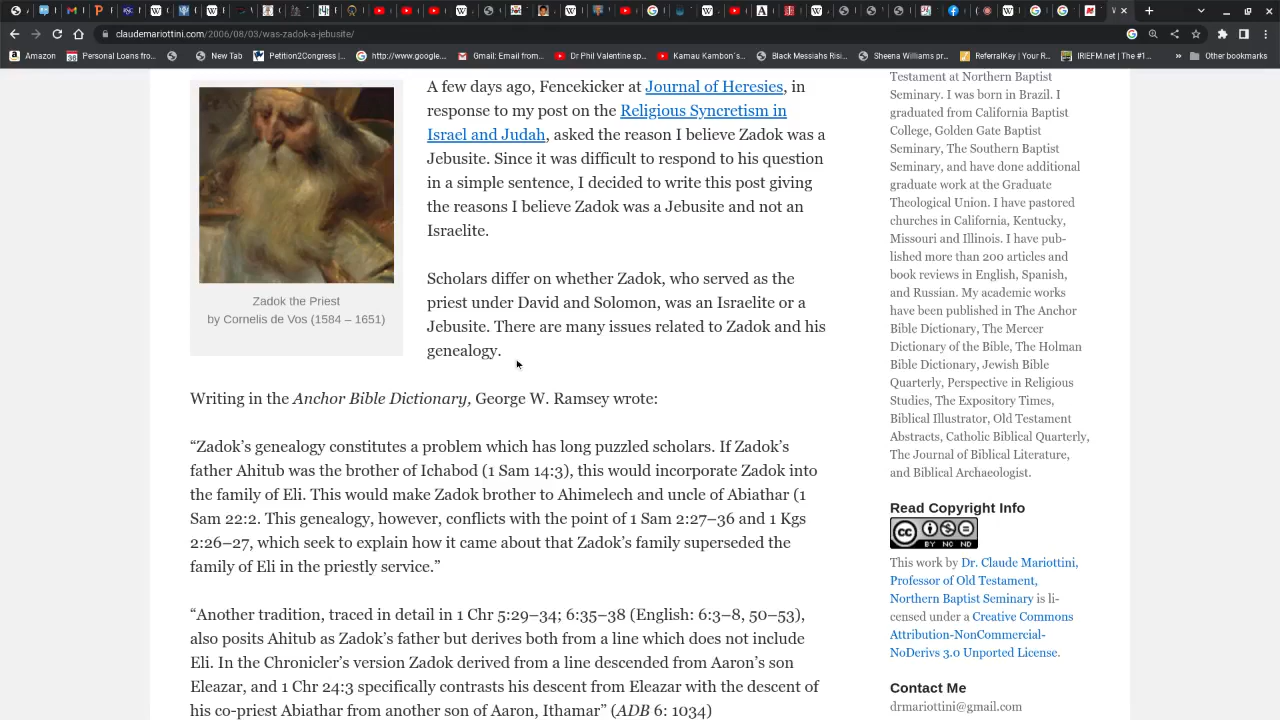 claudemariottini.com/2006/08/03/was-zadok-a-jebusite/
Amazon
Personal Loans fro...
New Tab
Petition2Congress |...
http://www.google...
Gmail: Email from...
Dr Phil Valentine sp...
Kamau Kambon's...
Black Messiahs Risi...
Sheena Williams pr...
ReferralKey | Your R...
IRIEFM.net | The #1...
Other bookmarks
A few days ago, Fencekicker at Journal of Heresies, in
response to my post on the Religious Syncretism in
Israel and Judah, asked the reason I believe Zadok was a
Jebusite. Since it was difficult to respond to his question
in a simple sentence, I decided to write this post giving
the reasons I believe Zadok was a Jebusite and not an
Israelite.
Scholars differ on whether Zadok, who served as the
priest under David and Solomon, was an Israelite or a
Jebusite. There are many issues related to Zadok and his
genealogy.
Zadok the Priest
by Cornelis de Vos (1584 – 1651)
Writing in the Anchor Bible Dictionary, George W. Ramsey wrote:
“Zadok’s genealogy constitutes a problem which has long puzzled scholars. If Zadok’s
father Ahitub was the brother of Ichabod (1 Sam 14:3), this would incorporate Zadok into
the family of Eli. This would make Zadok brother to Ahimelech and uncle of Abiathar (1
Sam 22:2. This genealogy, however, conflicts with the point of 1 Sam 2:27–36 and 1 Kgs
2:26–27, which seek to explain how it came about that Zadok’s family superseded the
family of Eli in the priestly service.”
“Another tradition, traced in detail in 1 Chr 5:29–34; 6:35–38 (English: 6:3–8, 50–53),
also posits Ahitub as Zadok’s father but derives both from a line which does not include
Eli. In the Chronicler’s version Zadok derived from a line descended from Aaron’s son
Eleazar, and 1 Chr 24:3 specifically contrasts his descent from Eleazar with the descent of
his co-priest Abiathar from another son of Aaron, Ithamar” (ADB 6: 1034)
Testament at Northern Baptist
Seminary. I was born in Brazil. I
graduated from California Baptist
College, Golden Gate Baptist
Seminary, The Southern Baptist
Seminary, and have done additional
graduate work at the Graduate
Theological Union. I have pastored
churches in California, Kentucky,
Missouri and Illinois. I have pub-
lished more than 200 articles and
book reviews in English, Spanish,
and Russian. My academic works
have been published in The Anchor
Bible Dictionary, The Mercer
Dictionary of the Bible, The Holman
Bible Dictionary, Jewish Bible
Quarterly, Perspective in Religious
Studies, The Expository Times,
Biblical Illustrator, Old Testament
Abstracts, Catholic Biblical Quarterly,
The Journal of Biblical Literature,
and Biblical Archaeologist.
Read Copyright Info
cc
BY NC ND
This work by Dr. Claude Mariottini,
Professor of Old Testament,
Northern Baptist Seminary is li-
censed under a Creative Commons
Attribution-NonCommercial-
NoDerivs 3.0 Unported License.
Contact Me
drmariottini@gmail.com